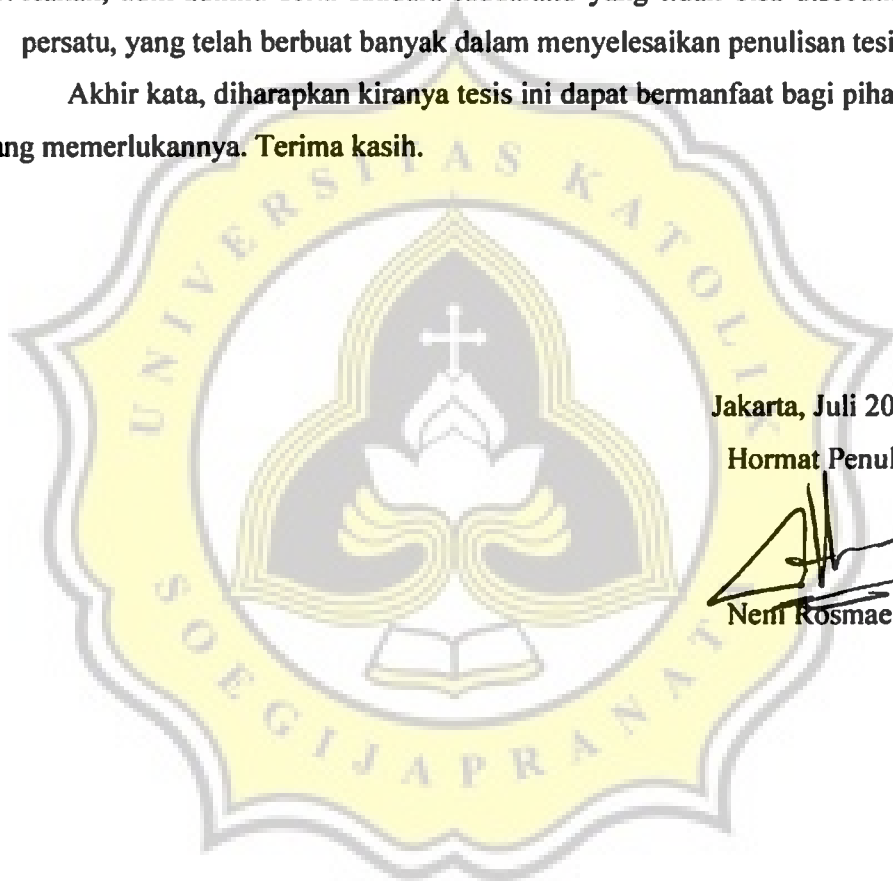 persatu, yang telah berbuat banyak dalam menyelesaikan penulisan tesi
Akhir kata, diharapkan kiranya tesis ini dapat bermanfaat bagi piha
ang memerlukannya. Terima kasih.
UNIVERSITAS KATOLIK
Jakarta, Juli 20
Hormat Penul
Neni Rosmae
SOEGIJAPRANATA